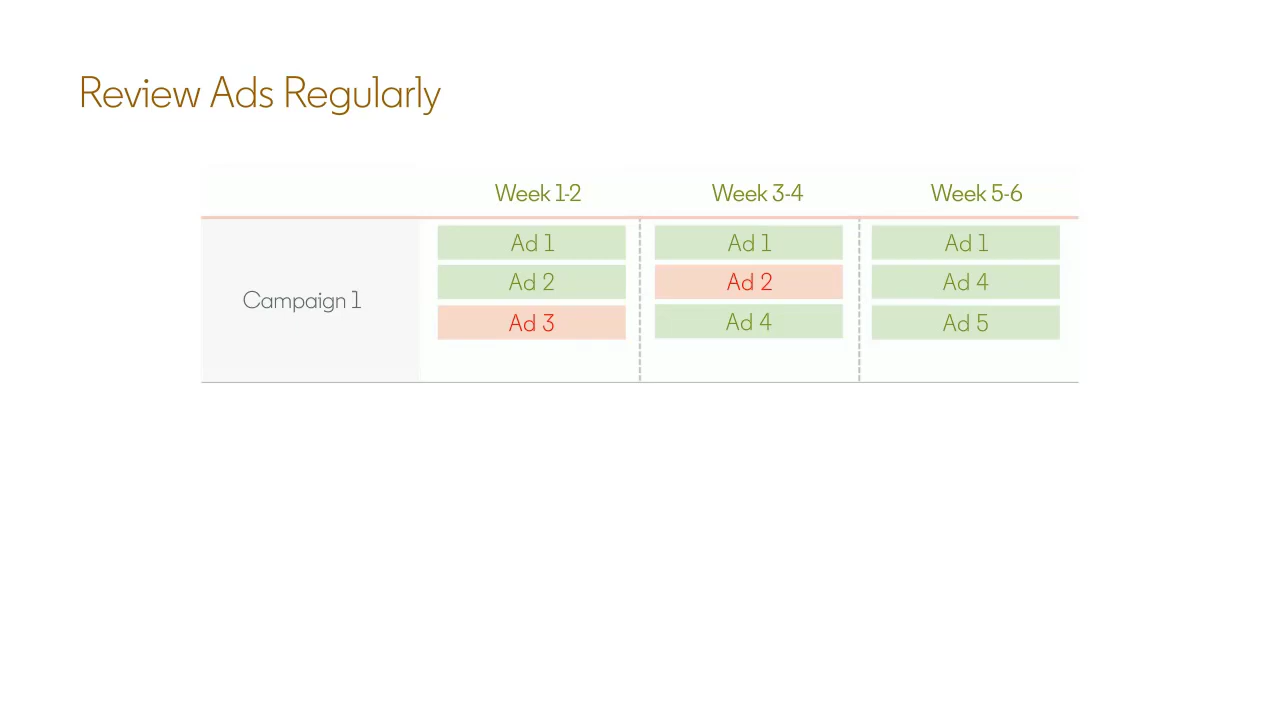 Review Ads Regularly
Week 1-2 Week 3-4 Week 5-6
Campaign 1
Ad 1 Ad 1 Ad 1
Ad 2 Ad 2 Ad 4
Ad 3 Ad 4 Ad 5